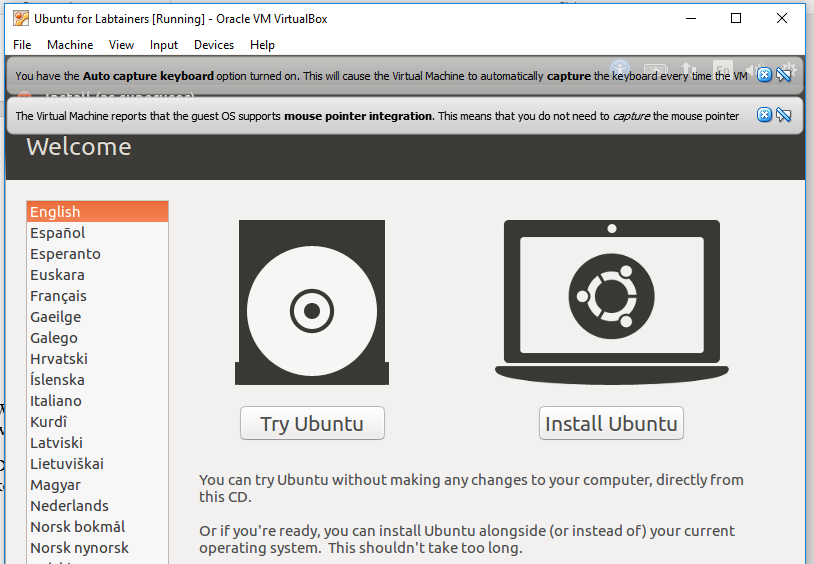 Ubuntu for Labtainers [Running] - Oracle VM VirtualBox
File Machine View Input Devices Help
You have the Auto capture keyboard option turned on. This will cause the Virtual Machine to automatically capture the keyboard every time the VM
Install (as superuser)
The Virtual Machine reports that the guest OS supports mouse pointer integration. This means that you do not need to capture the mouse pointer
Welcome
English
Español
Esperanto
Euskara
Français
Gaeilge
Galego
Hrvatski
Íslenska
Italiano
Kurdî
Latviski
Lietuviškai
Magyar
Nederlands
Norsk bokmål
Norsk nynorsk
Try Ubuntu
Install Ubuntu
You can try Ubuntu without making any changes to your computer, directly from
this CD.
Or if you're ready, you can install Ubuntu alongside (or instead of) your current
operating system. This shouldn't take too long.